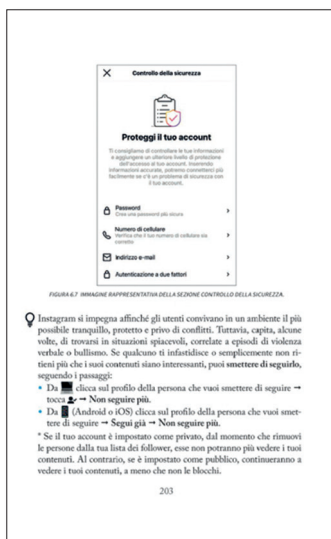 Controllo della sicurezza
Proteggi il tuo account
Ti consigliamo di controllare le tue informazioni
e aggiungere un ulteriore livello di protezione
dell'accesso al tuo account. Inserendo
informazioni accurate, potremo connetterci più
facilmente se c'è un problema di sicurezza con
il tuo account.
Password
Crea una password più sicura
Numero di cellulare
Verifica che il tuo numero di cellulare sia
corretto
Indirizzo e-mail
Autenticazione a due fattori
FIGURA 6.7 IMMAGINE RAPPRESENTATIVA DELLA SEZIONE CONTROLLO DELLA SICUREZZA.
Instagram si impegna affinché gli utenti convivano in un ambiente il più
possibile tranquillo, protetto e privo di conflitti. Tuttavia, capita, alcune
volte, di trovarsi in situazioni spiacevoli, correlate a episodi di violenza
verbale o bullismo. Se qualcuno ti infastidisce o semplicemente non ri-
tieni più che i suoi contenuti siano interessanti, puoi smettere di seguirlo,
seguendo i passaggi:
• Da clicca sul profilo della persona che vuoi smettere di seguire →
tocca → Non seguire più.
• Da (Android o iOS) clicca sul profilo della persona che vuoi smet-
tere di seguire → Segui già → Non seguire più.
* Se il tuo account è impostato come privato, dal momento che rimuovi
le persone dalla tua lista dei follower, esse non potranno più vedere i tuoi
contenuti. Al contrario, se è impostato come pubblico, continueranno a
vedere i tuoi contenuti, a meno che non le blocchi.
203